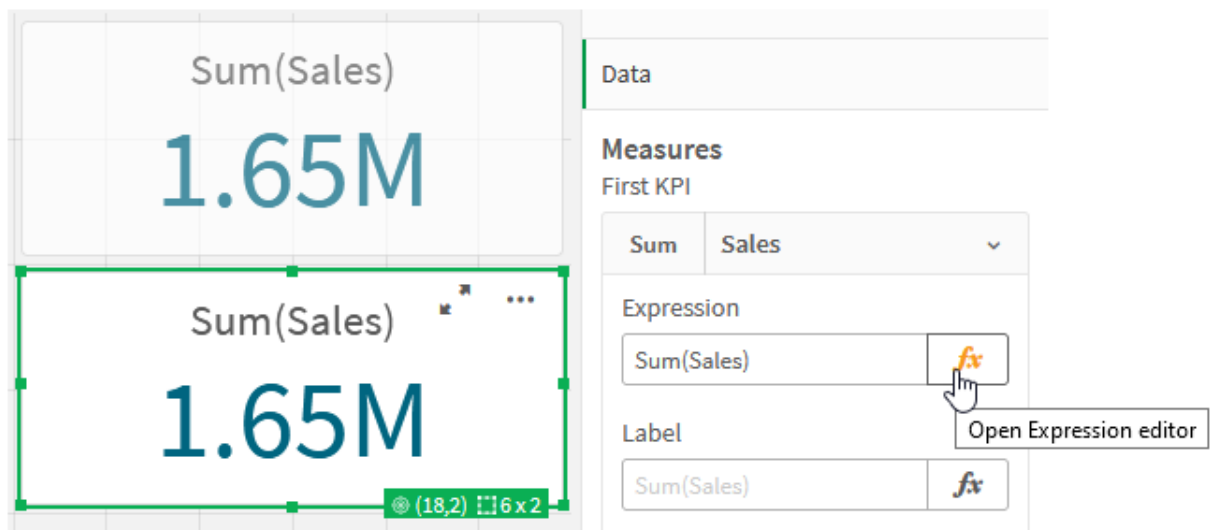 Sum(Sales)
1.65M
Sum(Sales)
1.65M
(18,2) 6 x 2
Data
Measures
First KPI
Sum Sales
Expression
Sum(Sales) fx
Open Expression editor
Label
Sum(Sales) fx